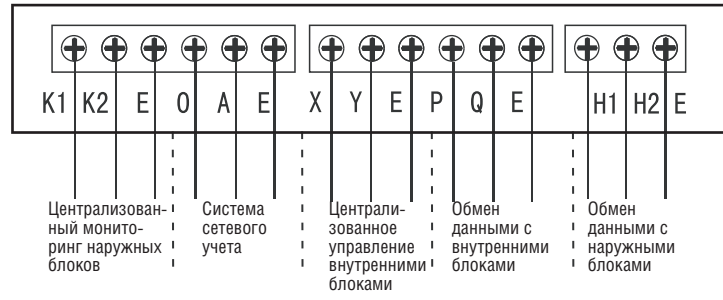 K1 K2 E O A E X Y E P Q E H1 H2 E
Централизован-
ный монито-
ринг наружных
блоков
Система
сетевого
учета
Централи-
зованное
управление
внутренними
блоками
Обмен
данными с
внутренними
блоками
Обмен
данными с
наружными
блоками